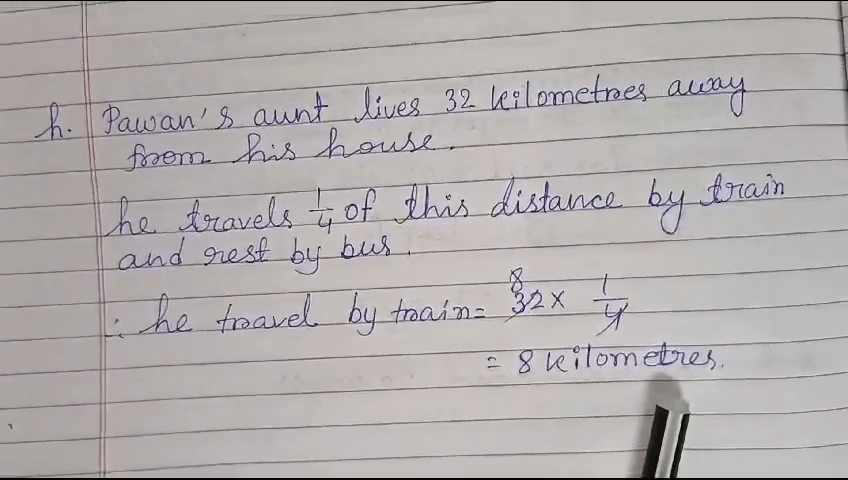 h. Pawan's aunt lives 32 kilometres away
from his house.
he travels 1/4 of this distance by train
and rest by bus.
∴ he travel by train = 32 × 1/4
8
= 8 kilometres.